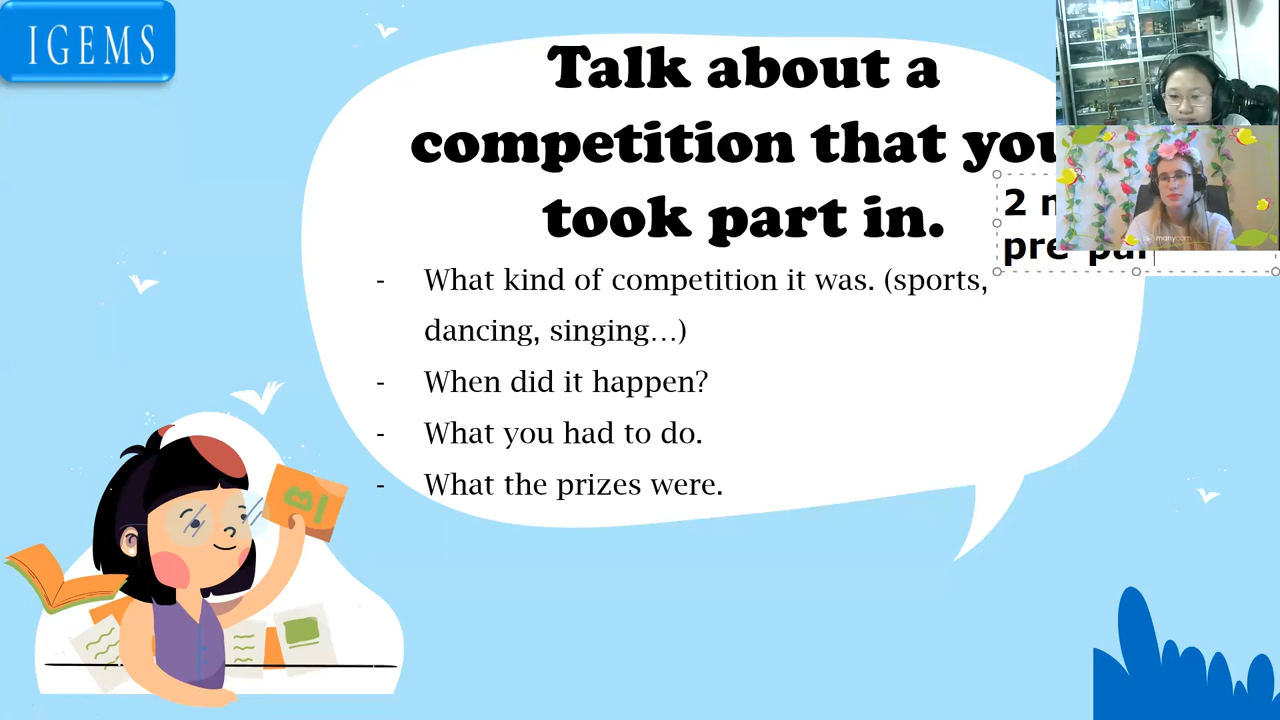 IGEMS
Talk about a
competition that you
took part in.
2
- What kind of competition it was. (sports,
dancing, singing...)
- When did it happen?
- What you had to do.
- What the prizes were.
manycam